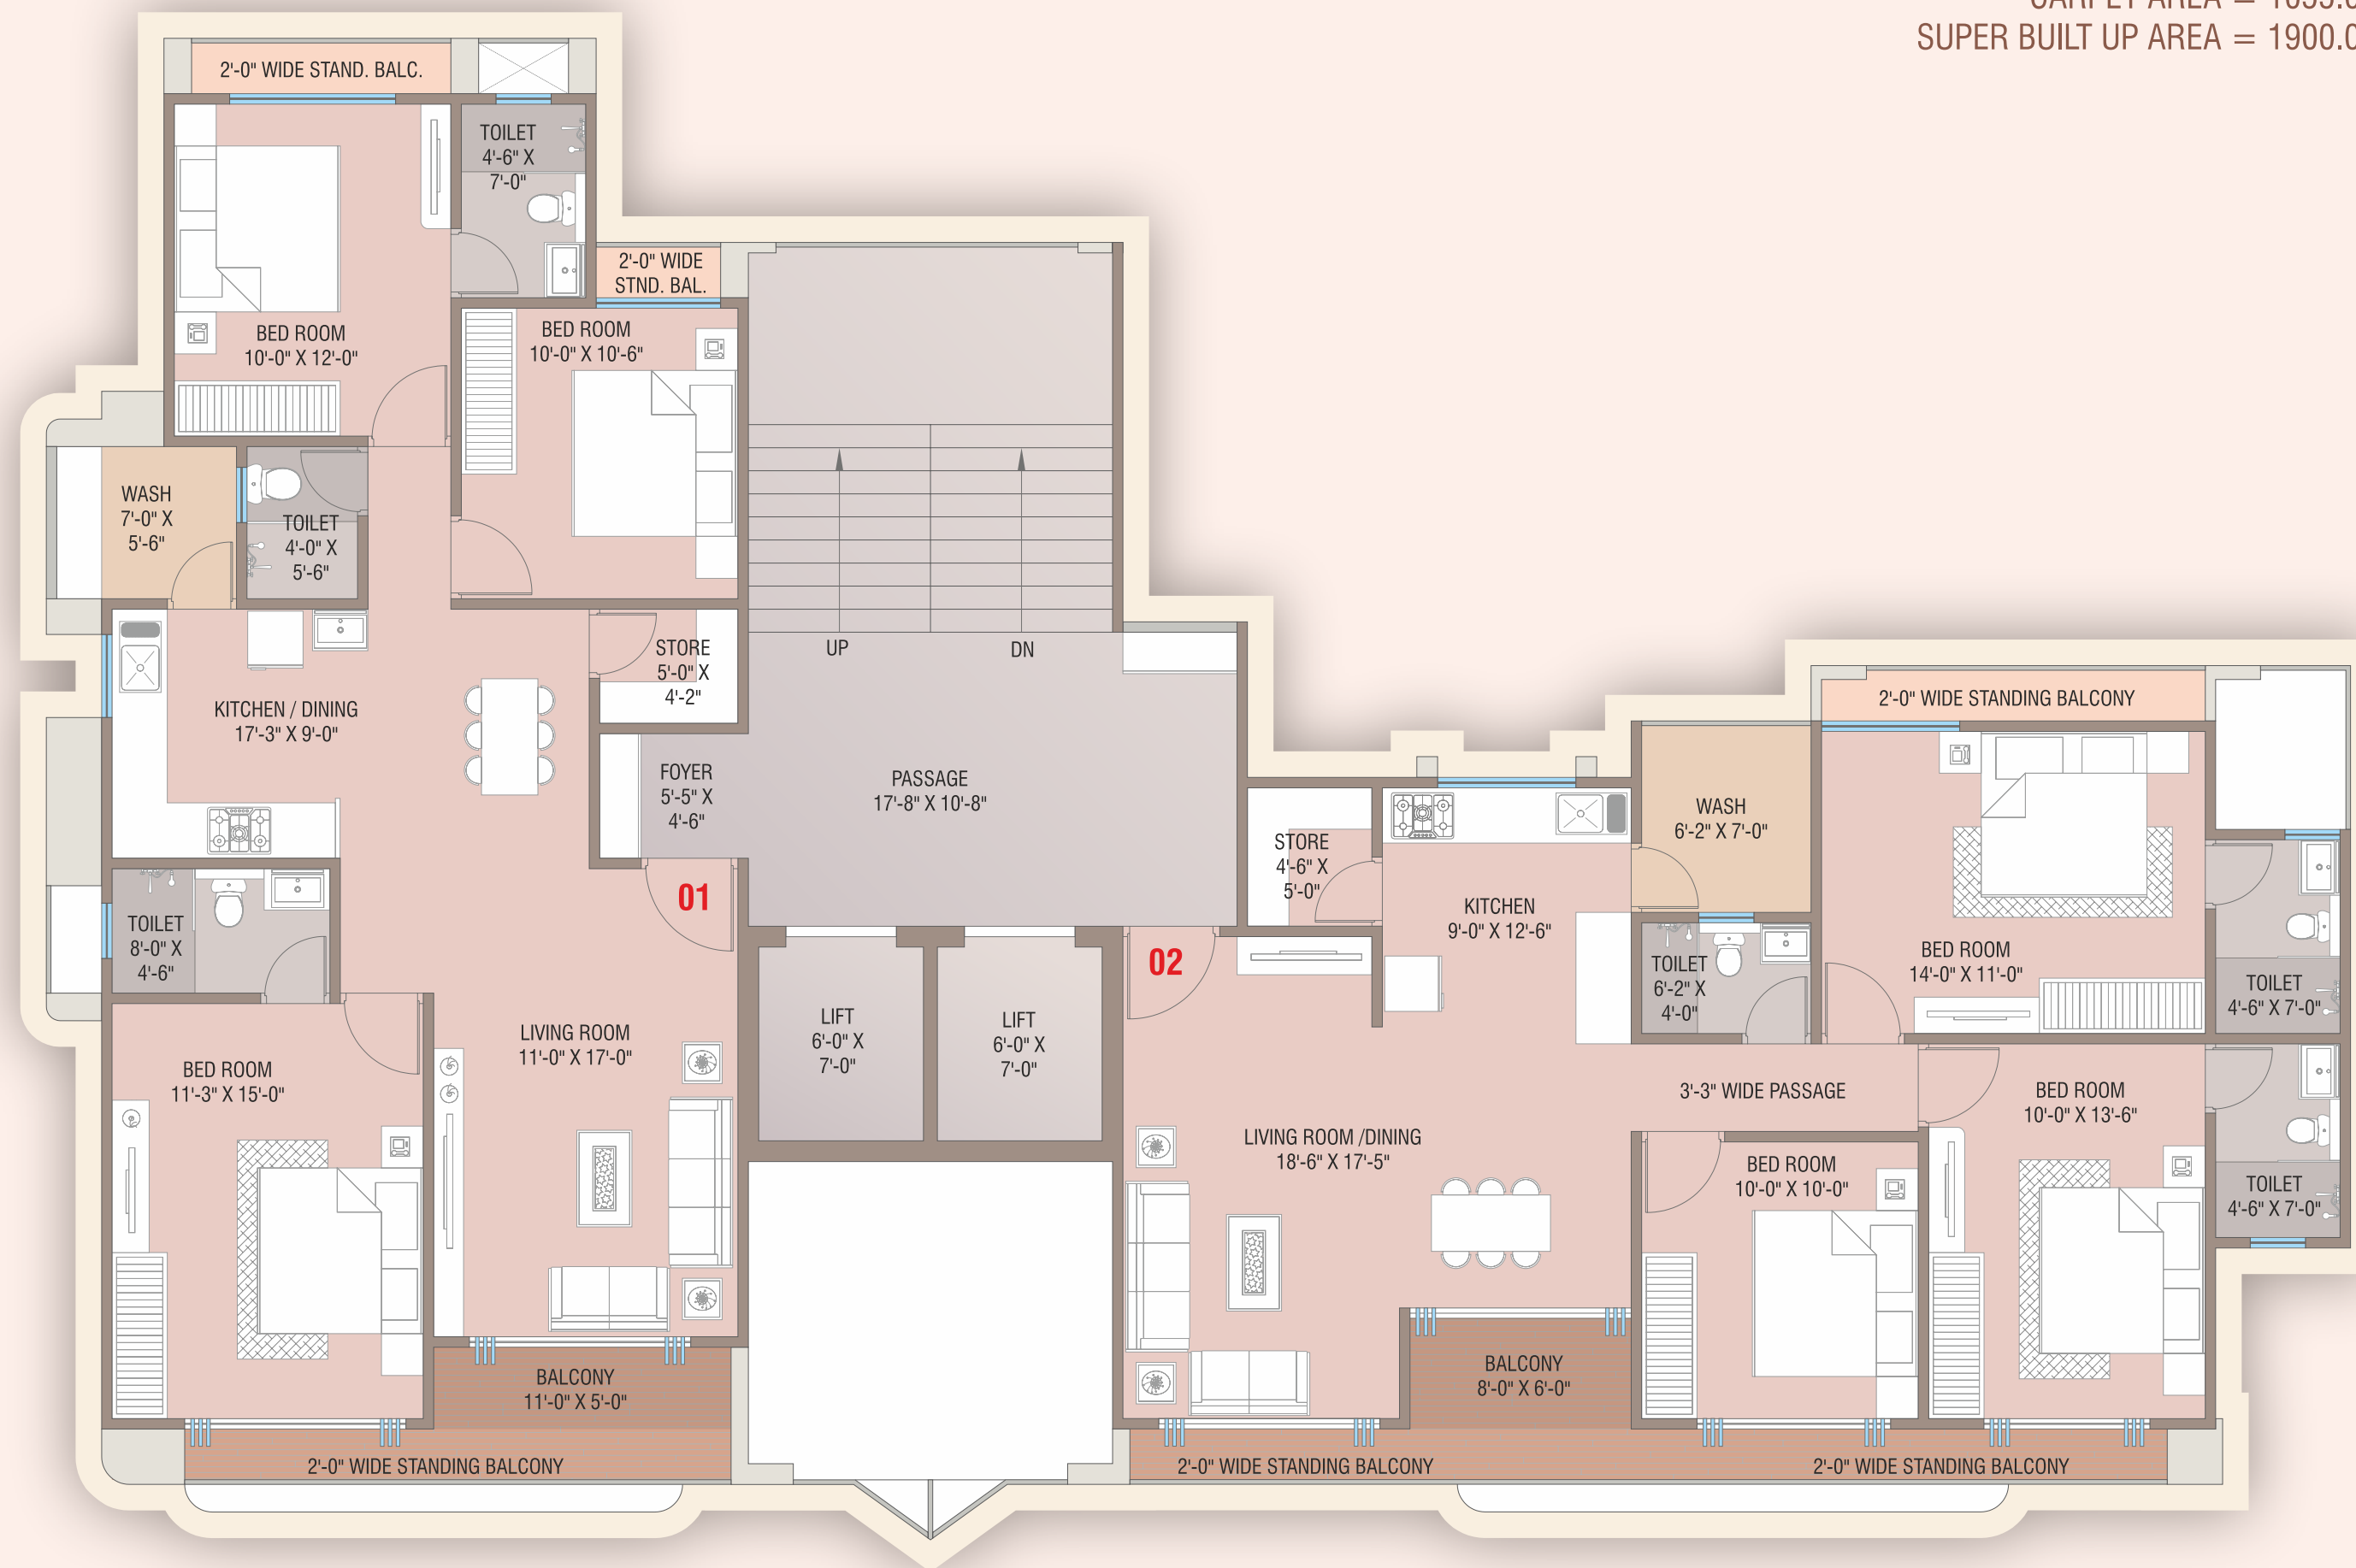 SUPER BUILT UP AREA = 1900.0
2'-0" WIDE STAND. BALC.
TOILET
4'-6" X
7'-0"
2'-0" WIDE
STND. BAL.
BED ROOM
10'-0" X 12'-0"
BED ROOM
10'-0" X 10'-6"
WASH
7'-0" X
5'-6"
TOILET
4'-0" X
5'-6"
UP
DN
STORE
5'-0" X
4'-2"
KITCHEN / DINING
17'-3" X 9'-0"
FOYER
5'-5" X
4'-6"
PASSAGE
17'-8" X 10'-8"
01
TOILET
8'-0" X
4'-6"
BED ROOM
11'-3" X 15'-0"
LIVING ROOM
11'-0" X 17'-0"
LIFT
6'-0" X
7'-0"
LIFT
6'-0" X
7'-0"
BALCONY
11'-0" X 5'-0"
2'-0" WIDE STANDING BALCONY
02
STORE
4'-6" X
5'-0"
KITCHEN
9'-0" X 12'-6"
WASH
6'-2" X 7'-0"
2'-0" WIDE STANDING BALCONY
TOILET
6'-2" X
4'-0"
BED ROOM
14'-0" X 11'-0"
TOILET
4'-6" X 7'-0"
3'-3" WIDE PASSAGE
BED ROOM
10'-0" X 13'-6"
LIVING ROOM /DINING
18'-6" X 17'-5"
BED ROOM
10'-0" X 10'-0"
TOILET
4'-6" X 7'-0"
BALCONY
8'-0" X 6'-0"
2'-0" WIDE STANDING BALCONY
2'-0" WIDE STANDING BALCONY